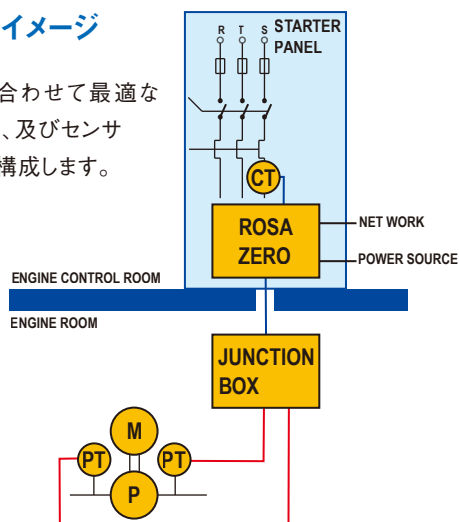 イメージ
合わせて最適な
、及びセンサ
構成します。
R T S STARTER
PANEL
CT
ROSA
ZERO
NET WORK
POWER SOURCE
ENGINE CONTROL ROOM
ENGINE ROOM
JUNCTION
BOX
M
PT PT
P